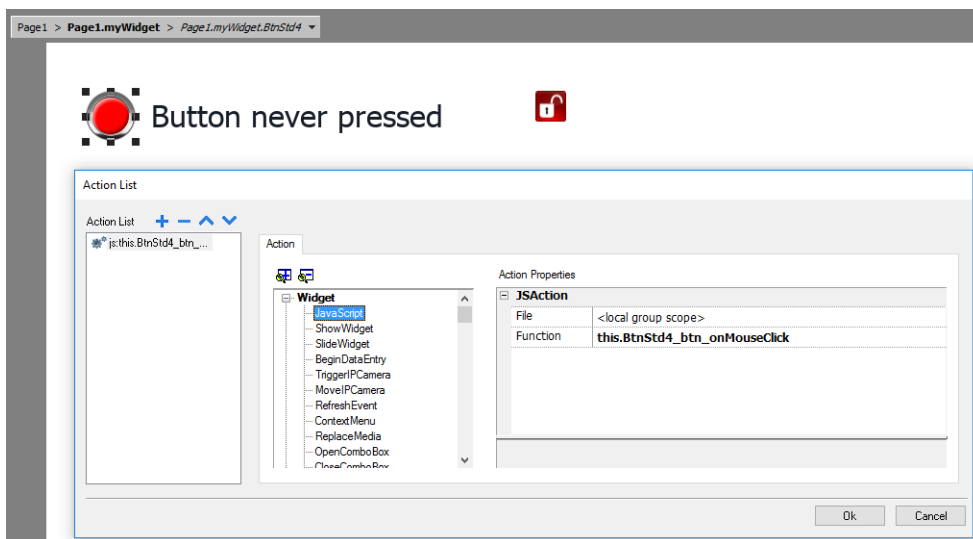 Page1 > Page1.myWidget > Page1.myWidget.BtnStd4
Button never pressed
Action List
Action List
js:this.BtnStd4_btn_...
Action
Widget
JavaScript
ShowWidget
SlideWidget
BeginDataEntry
TriggerIPCamera
MoveIPCamera
RefreshEvent
ContextMenu
ReplaceMedia
OpenComboBox
CloseComboBox
Action Properties
JSAction
File <local group scope>
Function this.BtnStd4_btn_onMouseClick
Ok Cancel